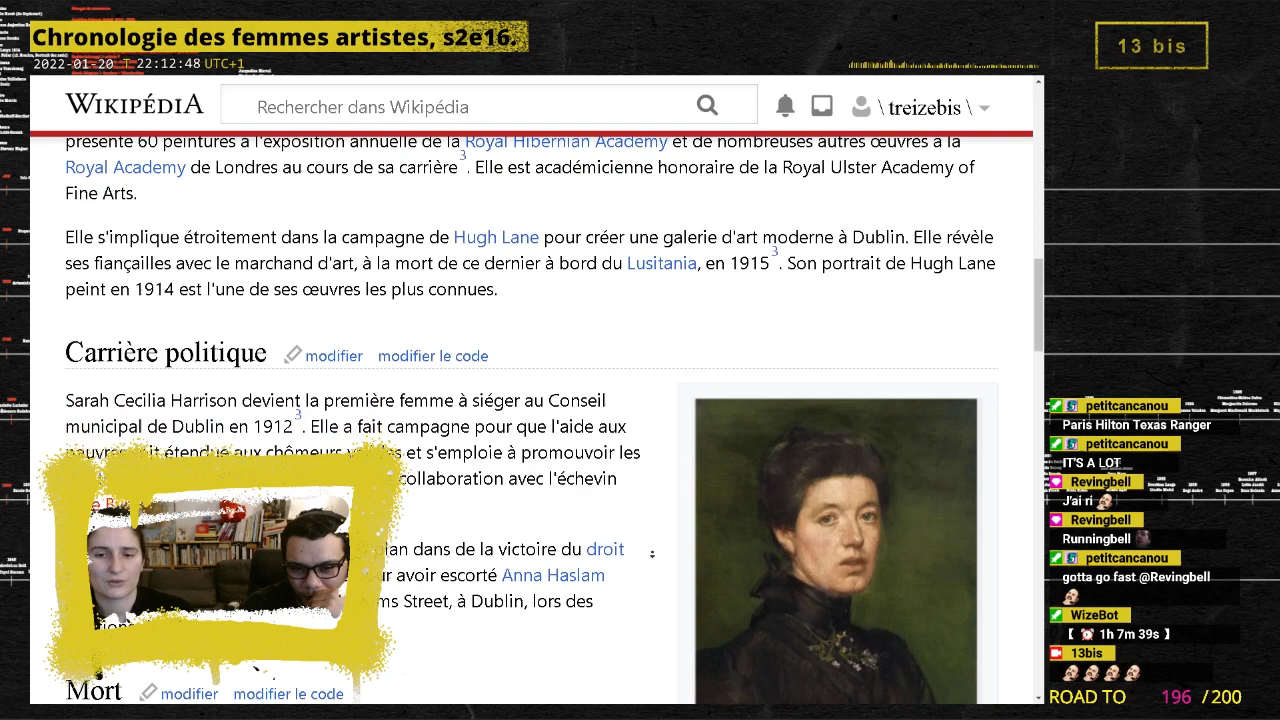 Chronologie des femmes artistes, s2e16.
2022-01-20 T 22:12:48 UTC+1
13 bis
WIKIPÉDIA
Rechercher dans Wikipédia
\ treizebis \
présente 60 peintures à l'exposition annuelle de la Royal Hibernian Academy et de nombreuses autres œuvres à la
Royal Academy de Londres au cours de sa carrière3. Elle est académicienne honoraire de la Royal Ulster Academy of
Fine Arts.
Elle s'implique étroitement dans la campagne de Hugh Lane pour créer une galerie d'art moderne à Dublin. Elle révèle
ses fiançailles avec le marchand d'art, à la mort de ce dernier à bord du Lusitania, en 19153. Son portrait de Hugh Lane
peint en 1914 est l'une de ses œuvres les plus connues.
Carrière politique modifier modifier le code
Sarah Cecilia Harrison devient la première femme à siéger au Conseil
municipal de Dublin en 19123. Elle a fait campagne pour que l'aide aux
étendue aux chômeurs et s'emploie à promouvoir les
collaboration avec l'échevin
dans de la victoire du droit
avoir escorté Anna Haslam
Street, à Dublin, lors des
Mort modifier modifier le code
petitcancanou
Paris Hilton Texas Ranger
petitcancanou
IT'S A LOT
Revingbell
J'ai ri
Revingbell
Runningbell
petitcancanou
gotta go fast @Revingbell
WizeBot
【 ⏰ 1h 7m 39s 】
13bis
ROAD TO 196 / 200